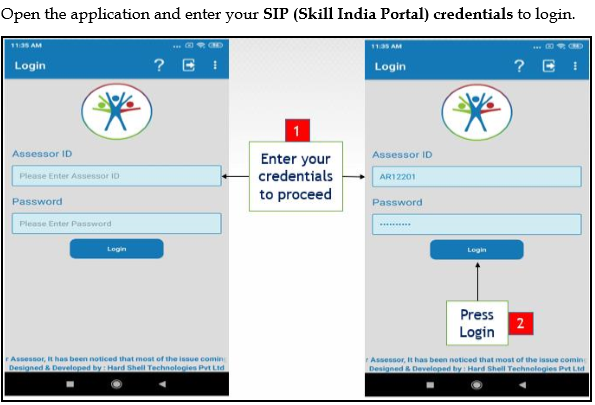 Open the application and enter your SIP (Skill India Portal) credentials to login.
11:35 AM
Login
?
Assessor ID
Please Enter Assessor ID
Password
Please Enter Password
Login
r Assessor, It has been noticed that most of the issue coming
Designed & Developed by : Hard Shell Technologies Pvt Ltd
1
Enter your
credentials
to proceed
11:35 AM
Login
?
Assessor ID
AR12201
Password
••••••••••
Login
Press
Login
2
r Assessor, It has been noticed that most of the issue coming
Designed & Developed by : Hard Shell Technologies Pvt Ltd